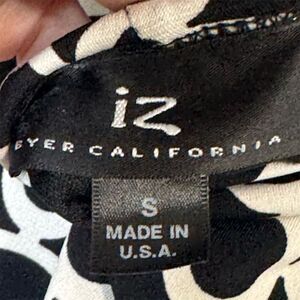 iz
BYER CALIFORNIA
S
MADE IN
U.S.A.